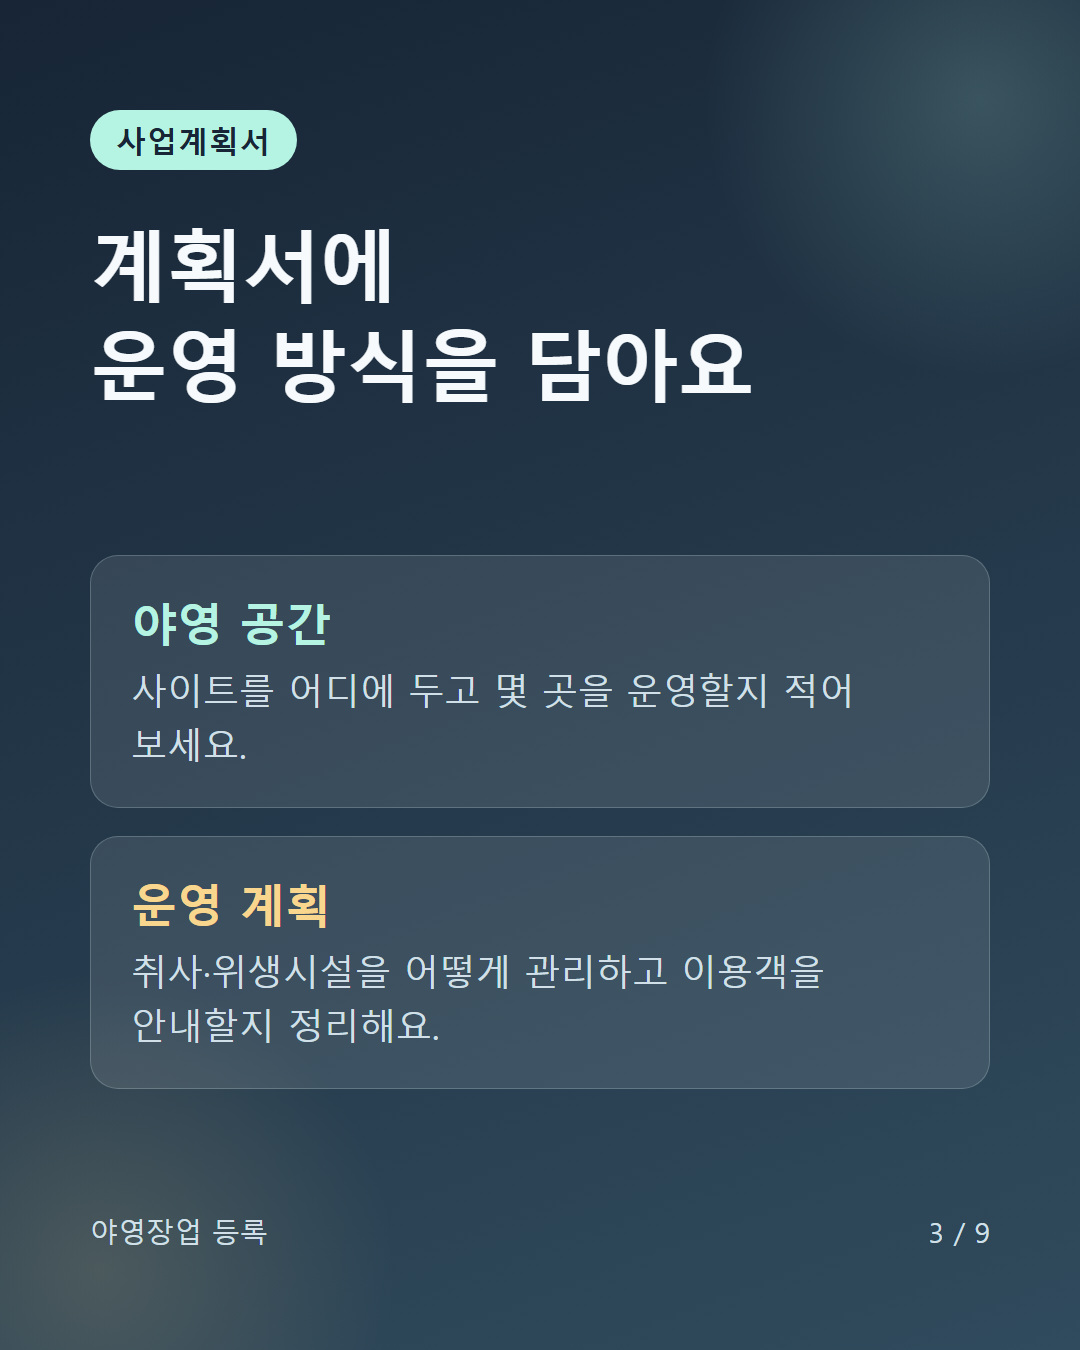 사업계획서
계획서에
운영 방식을 담아요
야영 공간
사이트를 어디에 두고 몇 곳을 운영할지 적어
보세요.
운영 계획
취사·위생시설을 어떻게 관리하고 이용객을
안내할지 정리해요.
야영장업 등록
3 / 9